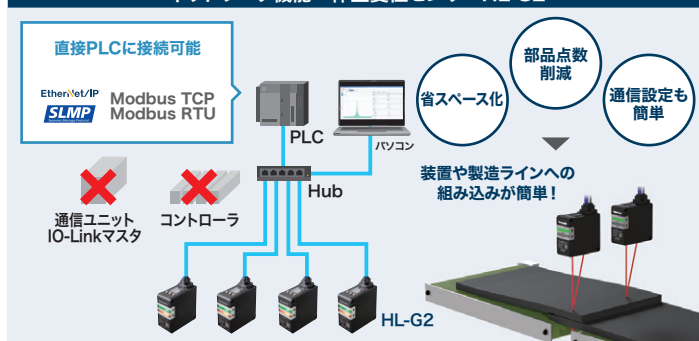 直接PLCに接続可能
EtherNet/IP
SLMP
Modbus TCP
Modbus RTU
PLC
パソコン
Hub
通信ユニット
IO-Linkマスタ
コントローラ
HL-G2
省スペース化
部品点数
削減
通信設定も
簡単
装置や製造ラインへの
組み込みが簡単!